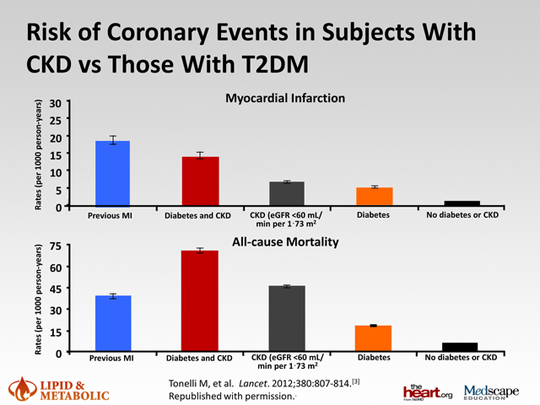 Risk of Coronary Events in Subjects With
CKD vs Those With T2DM
Myocardial Infarction
Rates (per 1000 person-years)
30
25
20
15
10
5
0
Previous MI
Diabetes and CKD
CKD (eGFR <60 mL/
min per 1·73 m²
Diabetes
No diabetes or CKD
All-cause Mortality
Rates (per 1000 person-years)
75
60
45
30
15
0
Previous MI
Diabetes and CKD
CKD (eGFR <60 mL/
min per 1·73 m²
Diabetes
No diabetes or CKD
LIPID &
METABOLIC
Tonelli M, et al. Lancet. 2012;380:807-814.[3]
Republished with permission.
the
heart.org
Medscape
EDUCATION